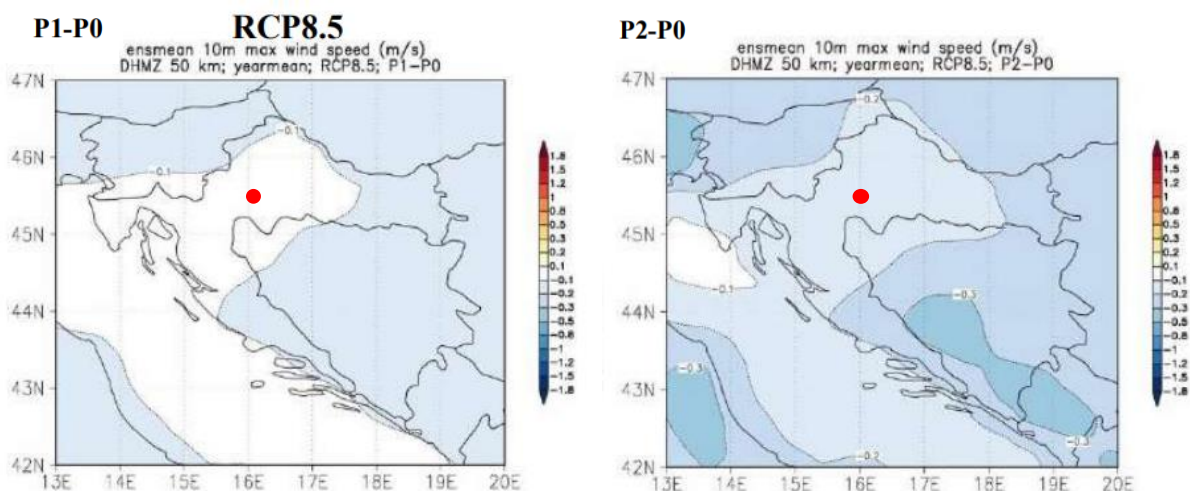 P1-P0 RCP8.5
ensmean 10m max wind speed (m/s)
DHMZ 50 km; yearmean; RCP8.5; P1-P0
47N
46N
45N
44N
43N
42N
13E 14E 15E 16E 17E 18E 19E 20E
-0.1
-0.1
1.8
1.5
1.2
1
0.8
0.5
0.3
0.2
0.1
-0.1
-0.2
-0.3
-0.5
-0.8
-1
-1.2
-1.5
-1.8
P2-P0
ensmean 10m max wind speed (m/s)
DHMZ 50 km; yearmean; RCP8.5; P2-P0
47N
46N
45N
44N
43N
42N
13E 14E 15E 16E 17E 18E 19E 20E
-0.2
-0.1
-0.3
-0.3
-0.3
-0.2
1.8
1.5
1.2
1
0.8
0.5
0.3
0.2
0.1
-0.1
-0.2
-0.3
-0.5
-0.8
-1
-1.2
-1.5
-1.8